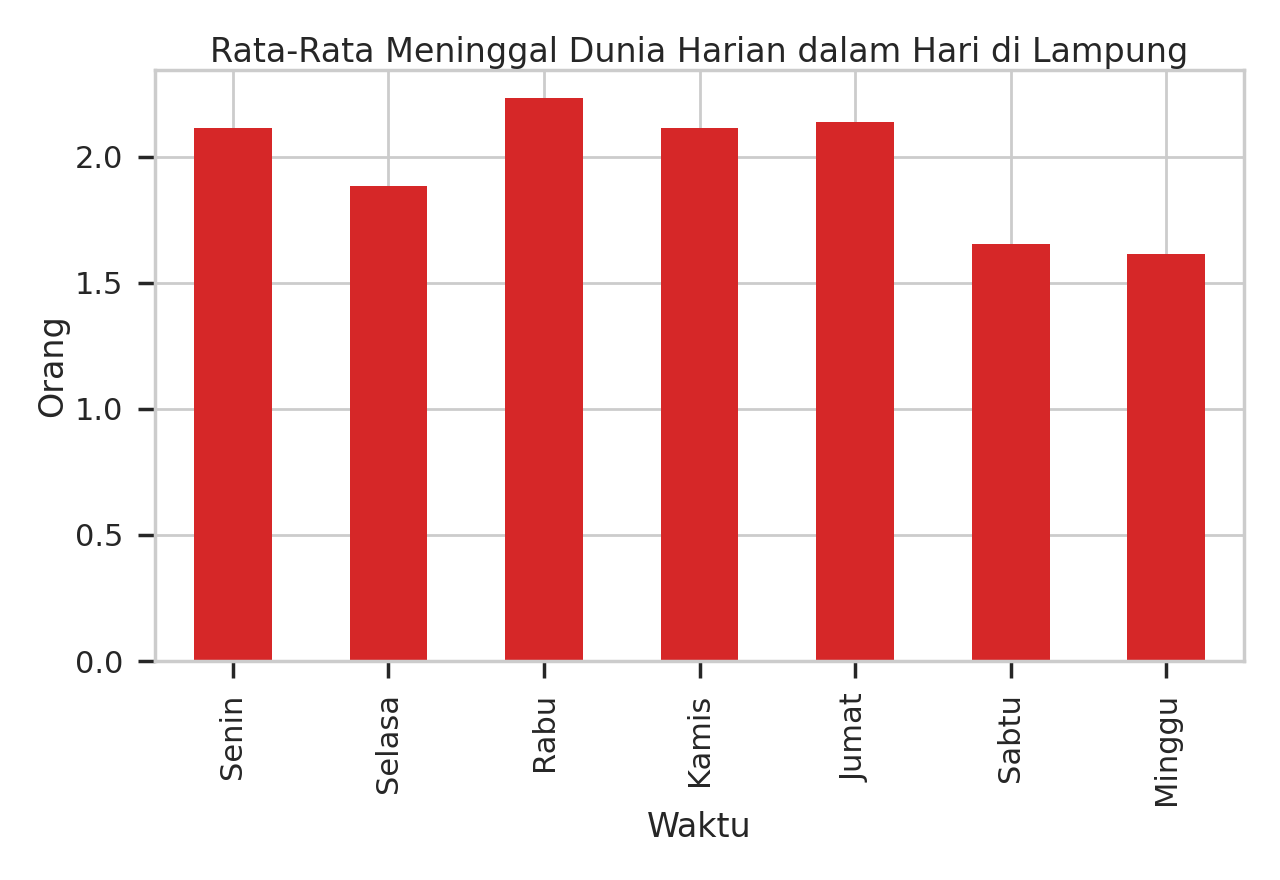 Rata-Rata Meninggal Dunia Harian dalam Hari di Lampung
Orang
2.0
1.5
1.0
0.5
0.0
Senin
Selasa
Rabu
Kamis
Jumat
Sabtu
Minggu
Waktu